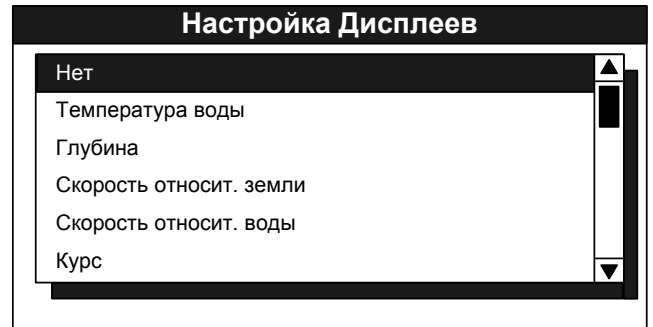 Настройка Дисплеев
Нет
Температура воды
Глубина
Скорость относит. земли
Скорость относит. воды
Курс